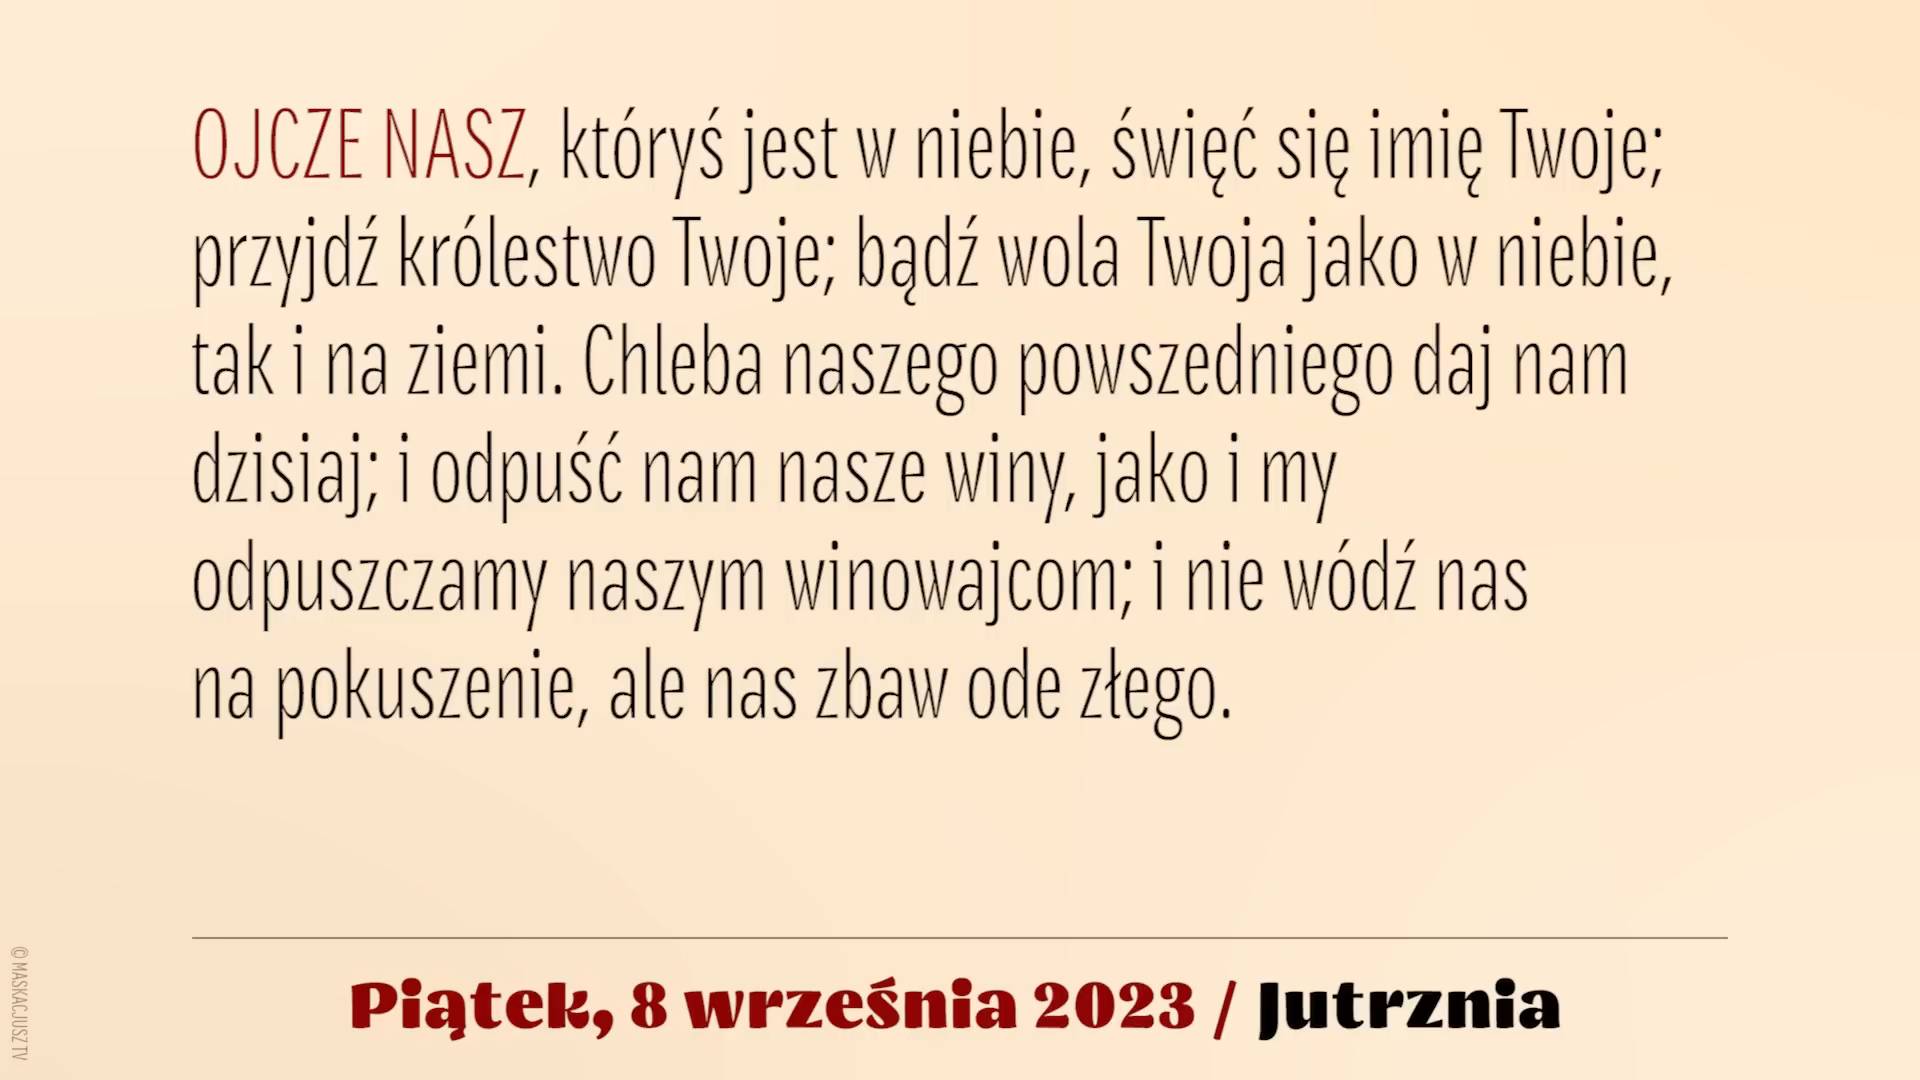 OJCZE NASZ, któryś jest w niebie, święć się imię Twoje;
przyjdź królestwo Twoje; bądź wola Twoja jako w niebie,
tak i na ziemi. Chleba naszego powszedniego daj nam
dzisiaj; i odpuść nam nasze winy, jako i my
odpuszczamy naszym winowajcom; i nie wódź nas
na pokuszenie, ale nas zbaw ode złego.
Piątek, 8 września 2023 / Jutrznia
© MASKACJUSZ TV